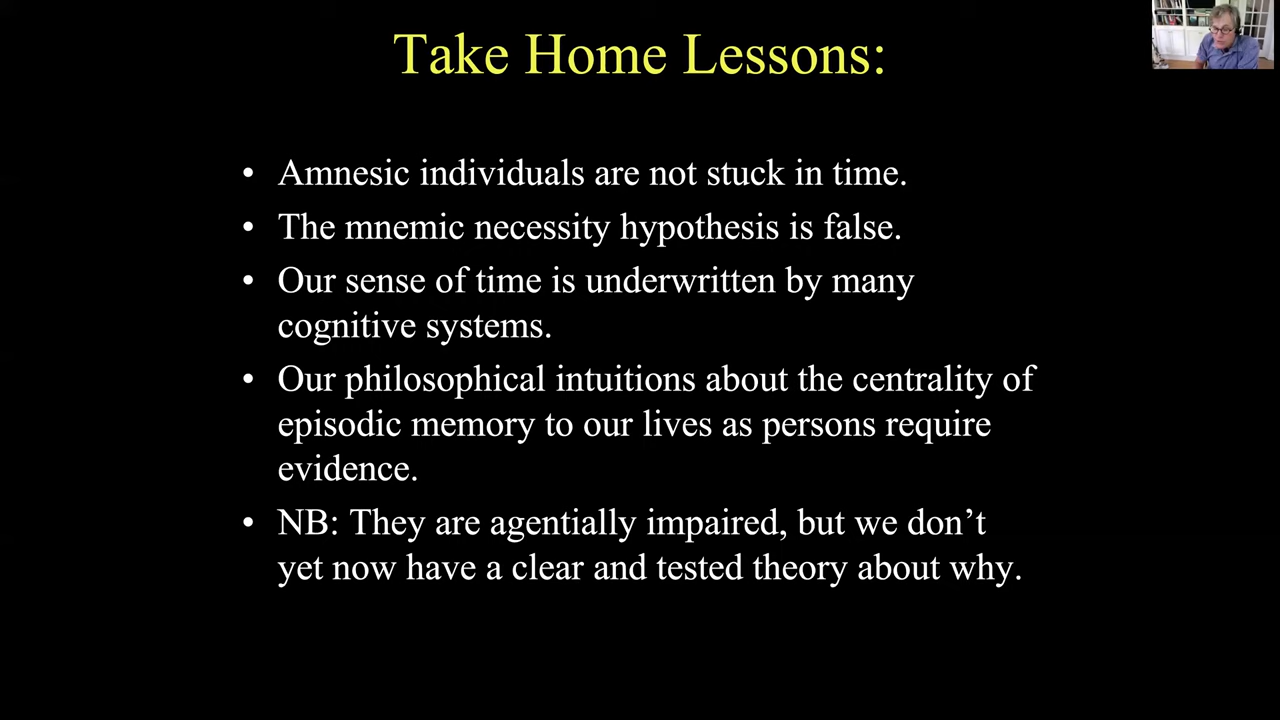 Take Home Lessons:
• Amnesic individuals are not stuck in time.
• The mnemic necessity hypothesis is false.
• Our sense of time is underwritten by many
cognitive systems.
• Our philosophical intuitions about the centrality of
episodic memory to our lives as persons require
evidence.
• NB: They are agentially impaired, but we don’t
yet now have a clear and tested theory about why.